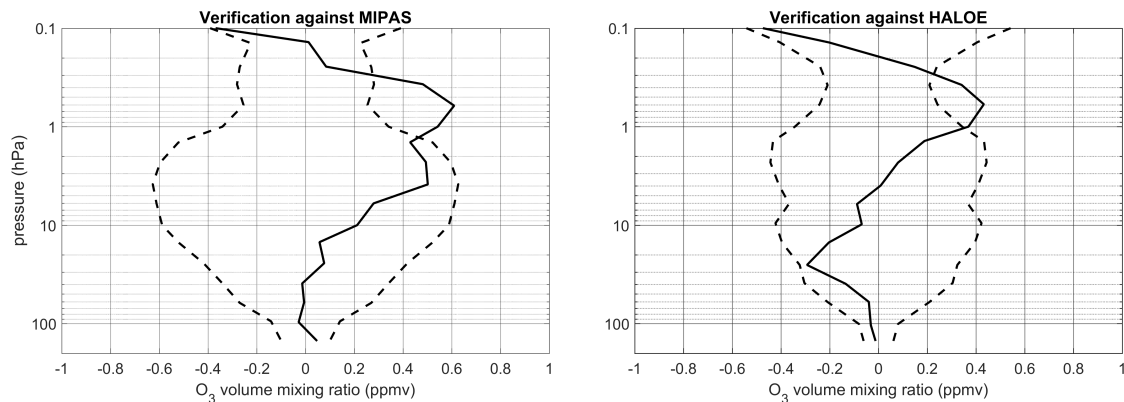 Verification against MIPAS
0.1
1
10
100
pressure (hPa)
-1 -0.8 -0.6 -0.4 -0.2 0 0.2 0.4 0.6 0.8 1
O3 volume mixing ratio (ppmv)
Verification against HALOE
0.1
1
10
100
-1 -0.8 -0.6 -0.4 -0.2 0 0.2 0.4 0.6 0.8 1
O3 volume mixing ratio (ppmv)